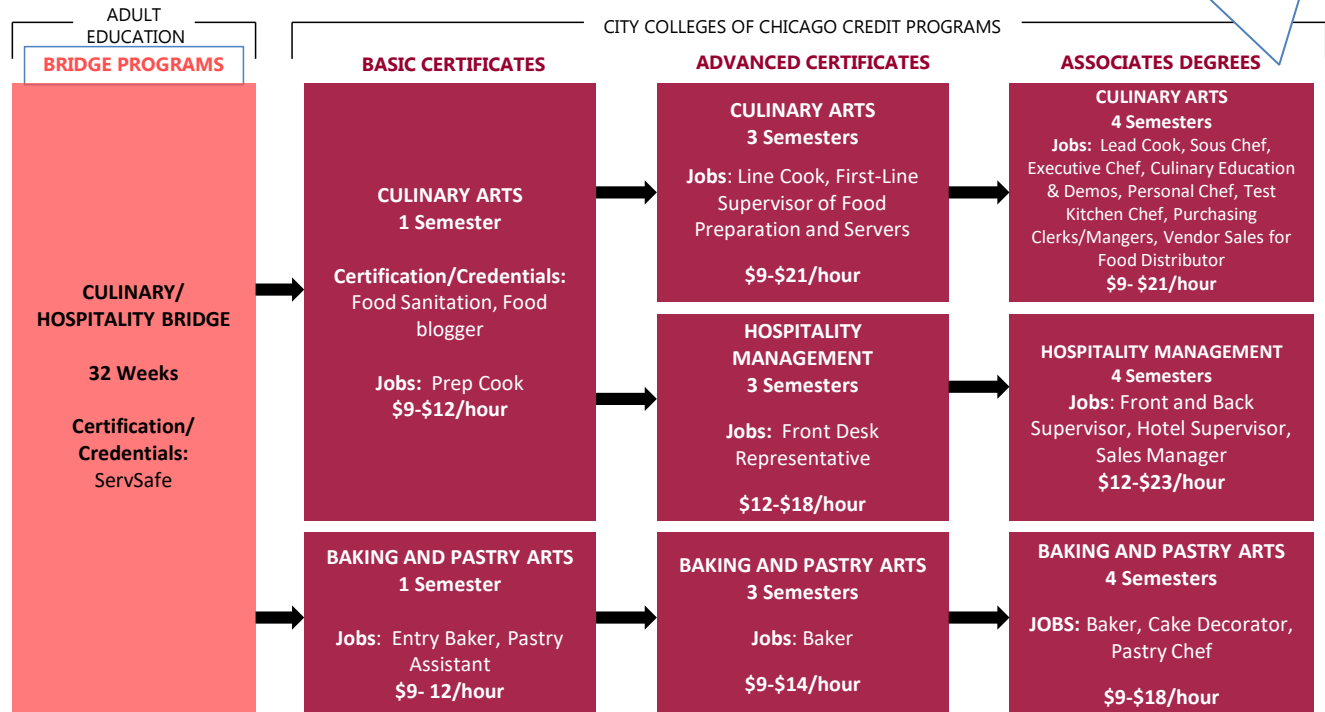 ADULT
EDUCATION
CITY COLLEGES OF CHICAGO CREDIT PROGRAMS
BRIDGE PROGRAMS
BASIC CERTIFICATES
ADVANCED CERTIFICATES
ASSOCIATES DEGREES
CULINARY/
HOSPITALITY BRIDGE
32 Weeks
Certification/
Credentials:
ServSafe
CULINARY ARTS
1 Semester
Certification/Credentials:
Food Sanitation, Food
blogger
Jobs: Prep Cook
$9-$12/hour
CULINARY ARTS
3 Semesters
Jobs: Line Cook, First-Line
Supervisor of Food
Preparation and Servers
$9-$21/hour
CULINARY ARTS
4 Semesters
Jobs: Lead Cook, Sous Chef,
Executive Chef, Culinary Education
& Demos, Personal Chef, Test
Kitchen Chef, Purchasing
Clerks/Mangers, Vendor Sales for
Food Distributor
$9- $21/hour
HOSPITALITY
MANAGEMENT
3 Semesters
Jobs: Front Desk
Representative
$12-$18/hour
HOSPITALITY MANAGEMENT
4 Semesters
Jobs: Front and Back
Supervisor, Hotel Supervisor,
Sales Manager
$12-$23/hour
BAKING AND PASTRY ARTS
1 Semester
Jobs: Entry Baker, Pastry
Assistant
$9- 12/hour
BAKING AND PASTRY ARTS
3 Semesters
Jobs: Baker
$9-$14/hour
BAKING AND PASTRY ARTS
4 Semesters
JOBS: Baker, Cake Decorator,
Pastry Chef
$9-$18/hour